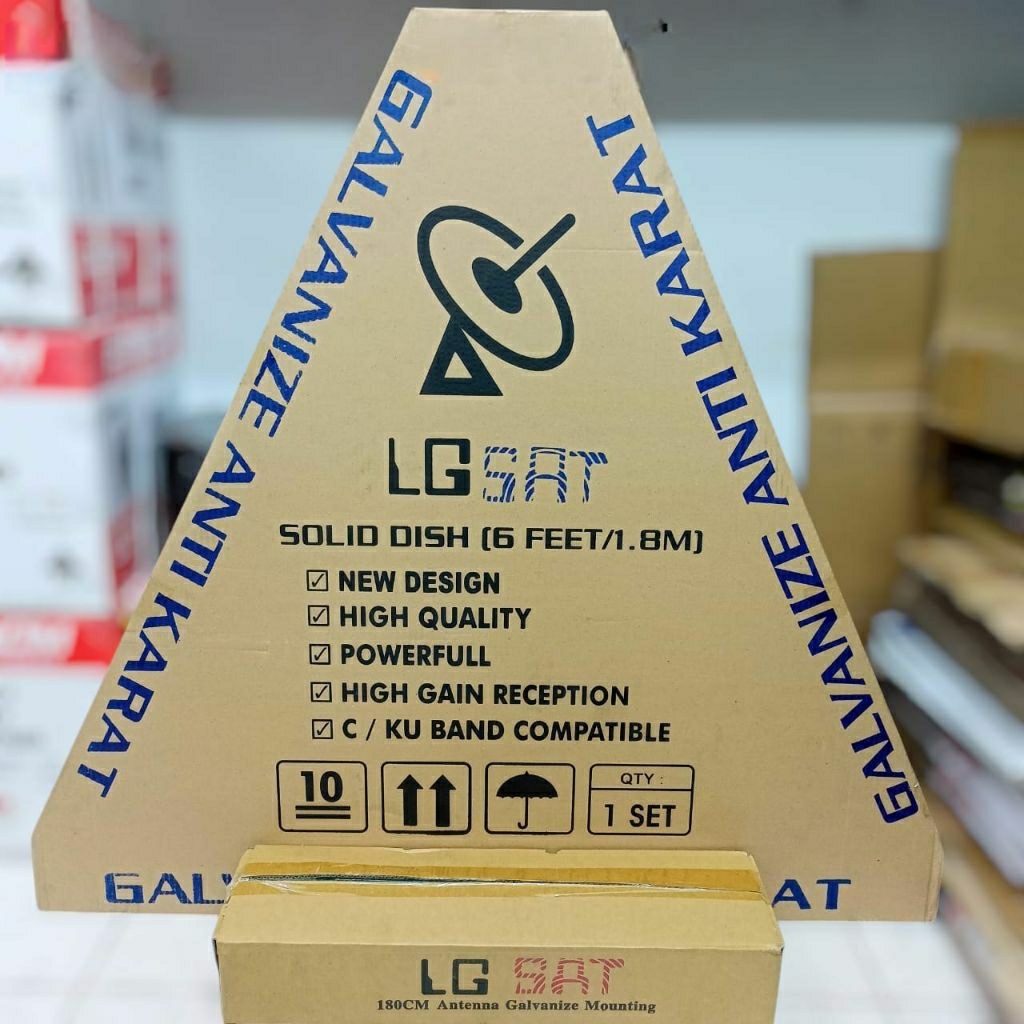 GALVANIZE ANTI KARAT
GALVANIZE ANTI KARAT
LG SAT
SOLID DISH (6 FEET/1.8M)
☑ NEW DESIGN
☑ HIGH QUALITY
☑ POWERFULL
☑ HIGH GAIN RECEPTION
☑ C / KU BAND COMPATIBLE
10
QTY :
1 SET
GAL
AT
LG SAT
180CM Antenna Galvanize Mounting